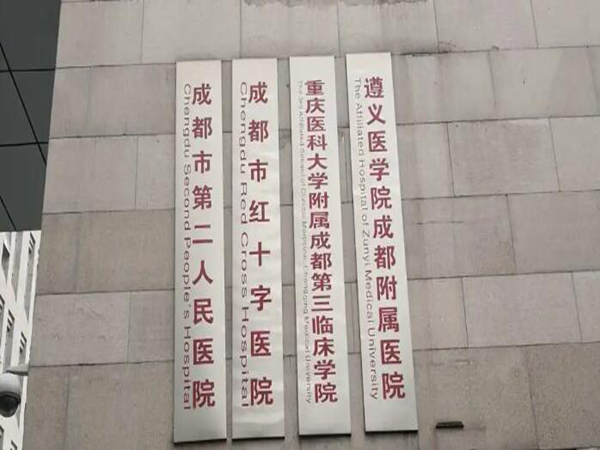 成都市第二人民医院
Chengdu Second People's Hospital
成都市红十字医院
Chengdu Red Cross Hospital
重庆医科大学附属成都第三临床学院
遵义医学院成都附属医院
The Affiliated Hospital of Zunyi Medical University